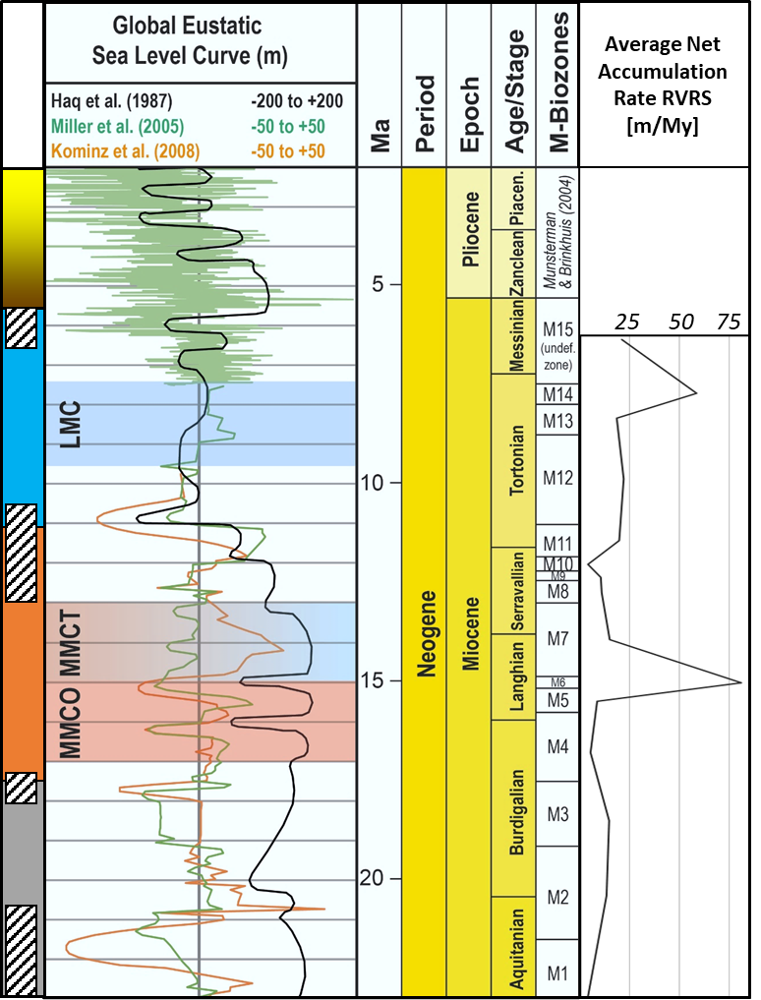 Global Eustatic
Sea Level Curve (m)
Haq et al. (1987) -200 to +200
Miller et al. (2005) -50 to +50
Kominz et al. (2008) -50 to +50
Ma
Period
Epoch
Age/Stage
M-Biozones
Average Net
Accumulation
Rate RVRS
[m/My]
LMC
MMCT
MMCO
5
10
15
20
Neogene
Pliocene
Miocene
Piacen.
Zanclean
Messinian
Tortonian
Serravallian
Langhian
Burdigalian
Aquitanian
Munsterman
& Brinkhuis (2004)
M15
(undef.
zone)
M14
M13
M12
M11
M10
M9
M8
M7
M6
M5
M4
M3
M2
M1
25 50 75